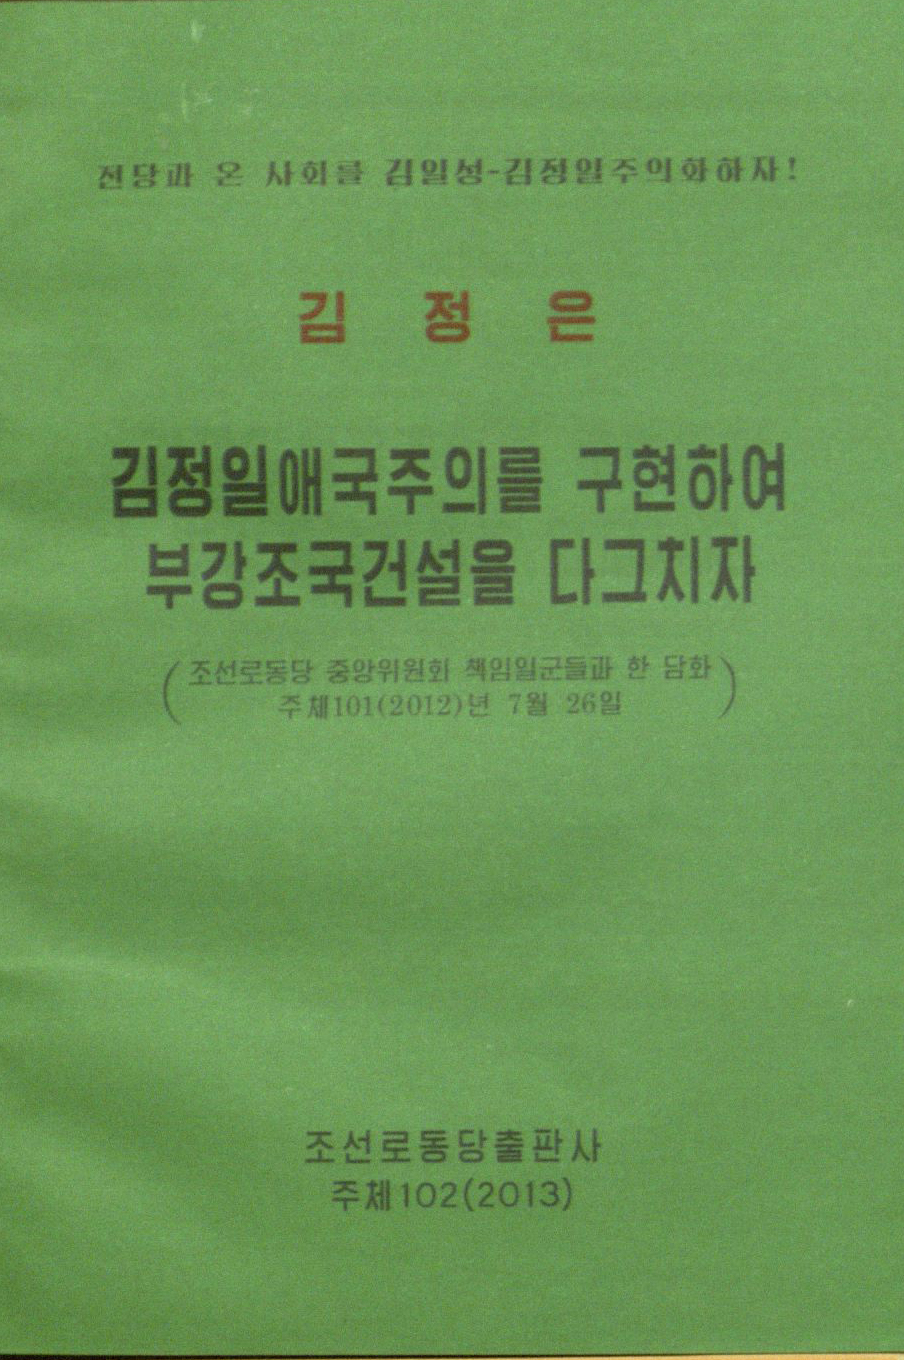 전당과 온 사회를 김일성-김정일주의화하자!
김 정 은
김정일애국주의를 구현하여
부강조국건설을 다그치자
(조선로동당 중앙위원회 책임일군들과 한 담화
주체101(2012)년 7월 26일)
조선로동당출판사
주체102(2013)